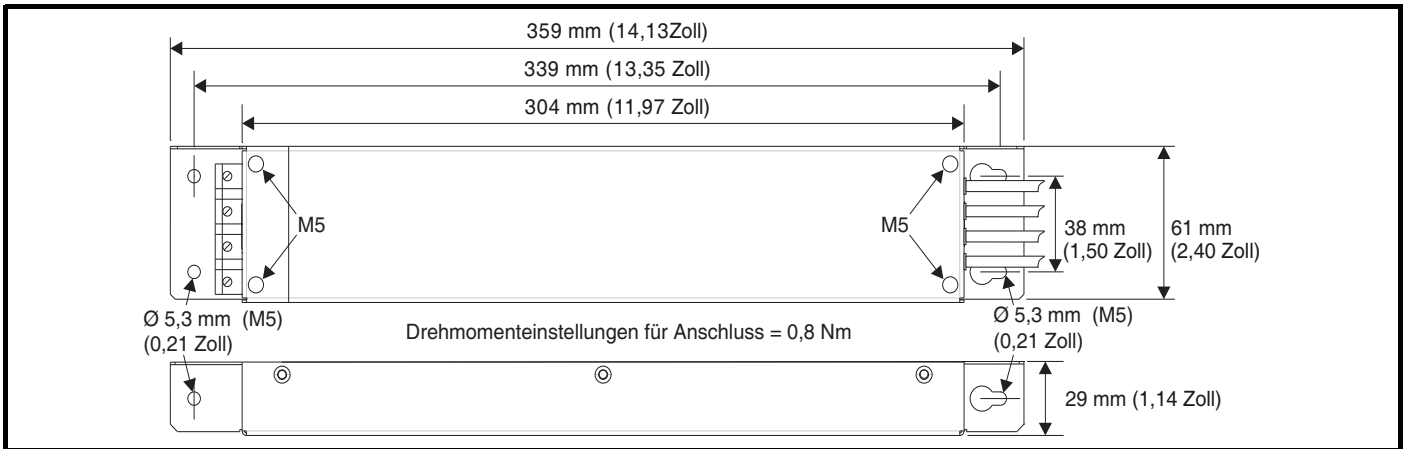 359 mm (14,13Zoll)
339 mm (13,35 Zoll)
304 mm (11,97 Zoll)
M5
M5
38 mm
(1,50 Zoll)
61 mm
(2,40 Zoll)
Ø 5,3 mm (M5)
(0,21 Zoll)
Drehmomenteinstellungen für Anschluss = 0,8 Nm
Ø 5,3 mm (M5)
(0,21 Zoll)
29 mm (1,14 Zoll)